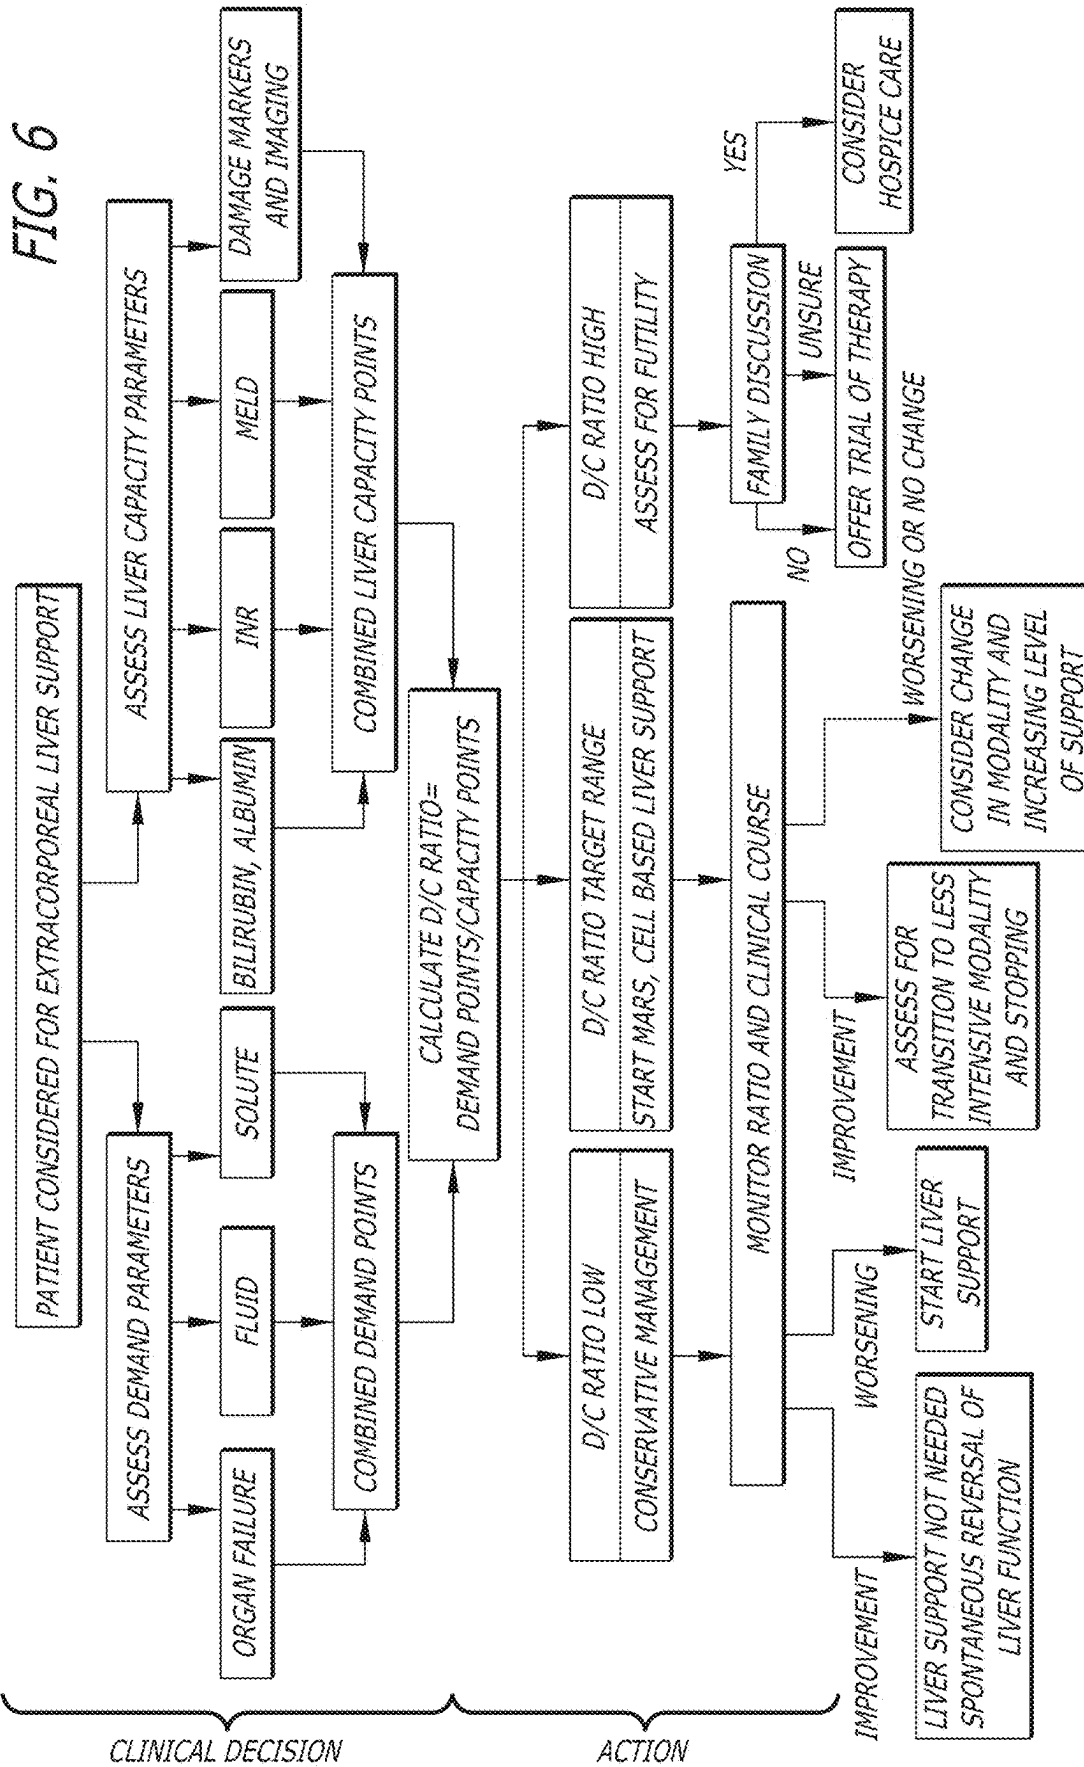 FIG. 6
PATIENT CONSIDERED FOR EXTRACORPOREAL LIVER SUPPORT
ASSESS DEMAND PARAMETERS
ASSESS LIVER CAPACITY PARAMETERS
ORGAN FAILURE
FLUID
SOLUTE
BILIRUBIN, ALBUMIN
INR
MELD
DAMAGE MARKERS
AND IMAGING
COMBINED DEMAND POINTS
COMBINED LIVER CAPACITY POINTS
CALCULATE D/C RATIO=
DEMAND POINTS/CAPACITY POINTS
CLINICAL DECISION
D/C RATIO LOW
CONSERVATIVE MANAGEMENT
D/C RATIO TARGET RANGE
START MARS, CELL BASED LIVER SUPPORT
D/C RATIO HIGH
ASSESS FOR FUTILITY
MONITOR RATIO AND CLINICAL COURSE
FAMILY DISCUSSION
ACTION
NO
UNSURE
YES
OFFER TRIAL OF THERAPY
CONSIDER
HOSPICE CARE
IMPROVEMENT
WORSENING
IMPROVEMENT
WORSENING OR NO CHANGE
LIVER SUPPORT NOT NEEDED
SPONTANEOUS REVERSAL OF
LIVER FUNCTION
START LIVER
SUPPORT
ASSESS FOR
TRANSITION TO LESS
INTENSIVE MODALITY
AND STOPPING
CONSIDER CHANGE
IN MODALITY AND
INCREASING LEVEL
OF SUPPORT